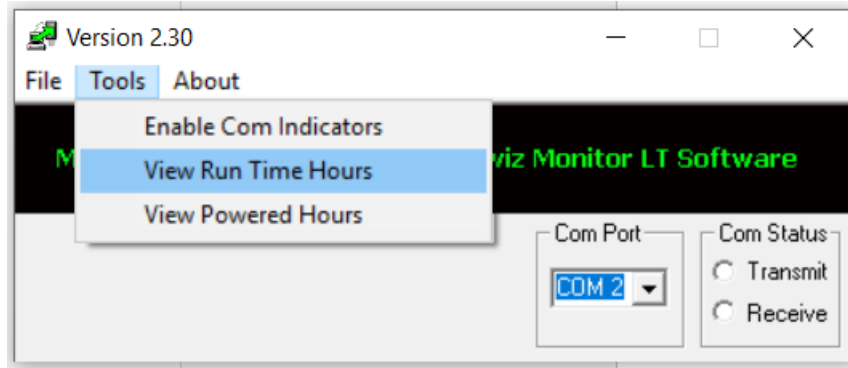 Version 2.30
File Tools About
Enable Com Indicators
View Run Time Hours
View Powered Hours
Monitor LT Software
Com Port
COM 2
Com Status
Transmit
Receive